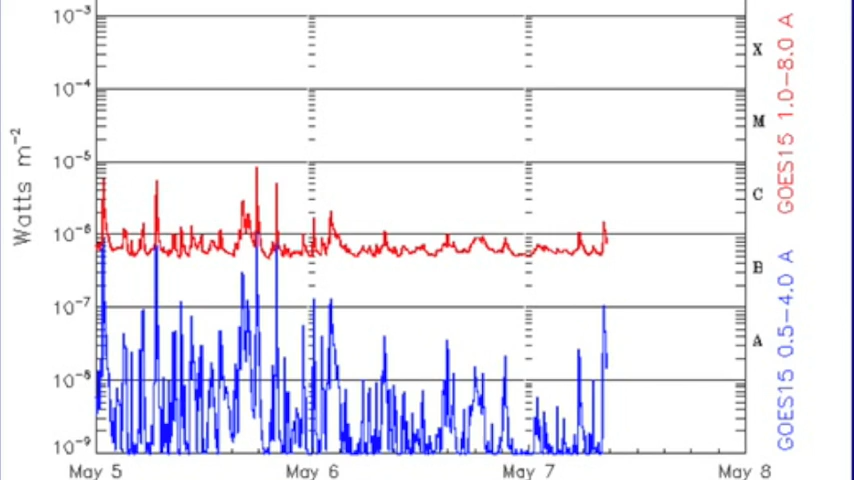 10⁻³
10⁻⁴
10⁻⁵
10⁻⁶
10⁻⁷
10⁻⁸
10⁻⁹
Watts m⁻²
May 5
May 6
May 7
May 8
X
M
C
B
A
GOES15 1.0–8.0 A
GOES15 0.5–4.0 A